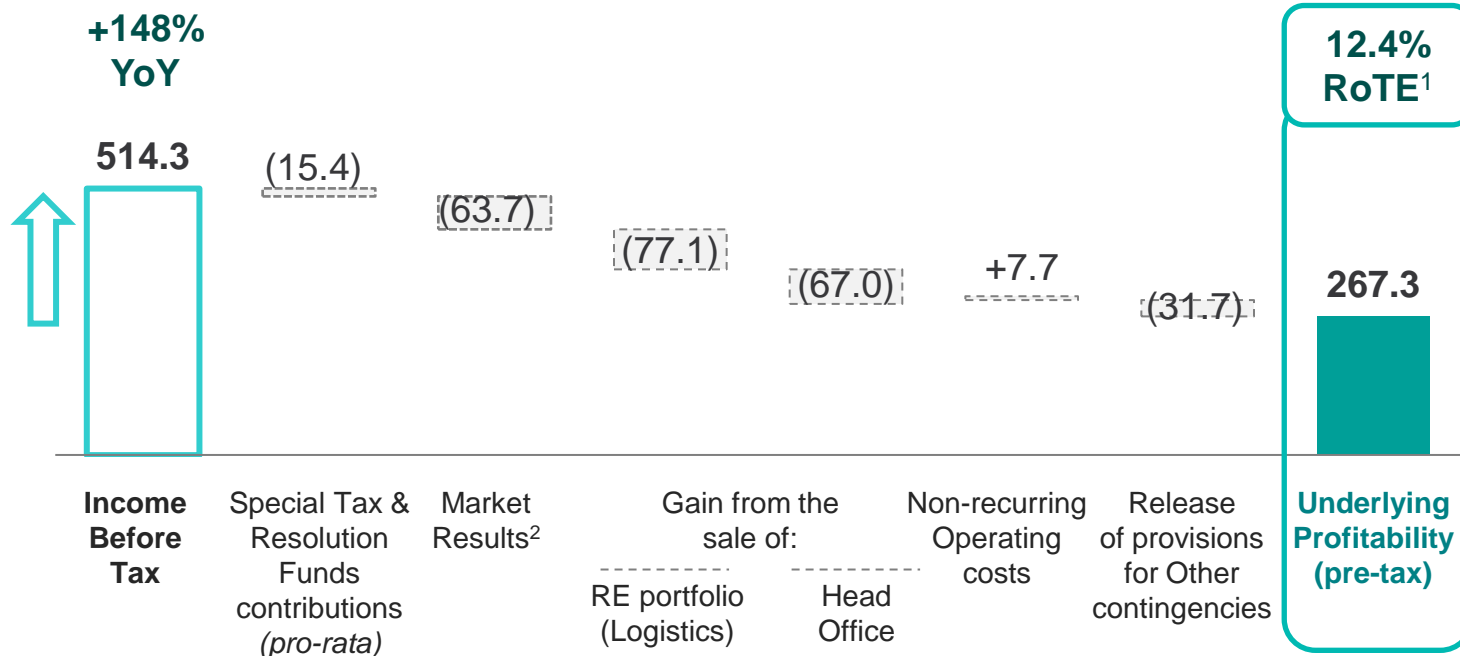 +148%
YoY
12.4%
RoTE1
514.3
(15.4)
(63.7)
(77.1)
(67.0)
+7.7
(31.7)
267.3
Income
Before
Tax
Special Tax &
Resolution
Funds
contributions
(pro-rata)
Market
Results2
Gain from the
sale of:
RE portfolio
(Logistics)
Head
Office
Non-recurring
Operating
costs
Release
of provisions
for Other
contingencies
Underlying
Profitability
(pre-tax)